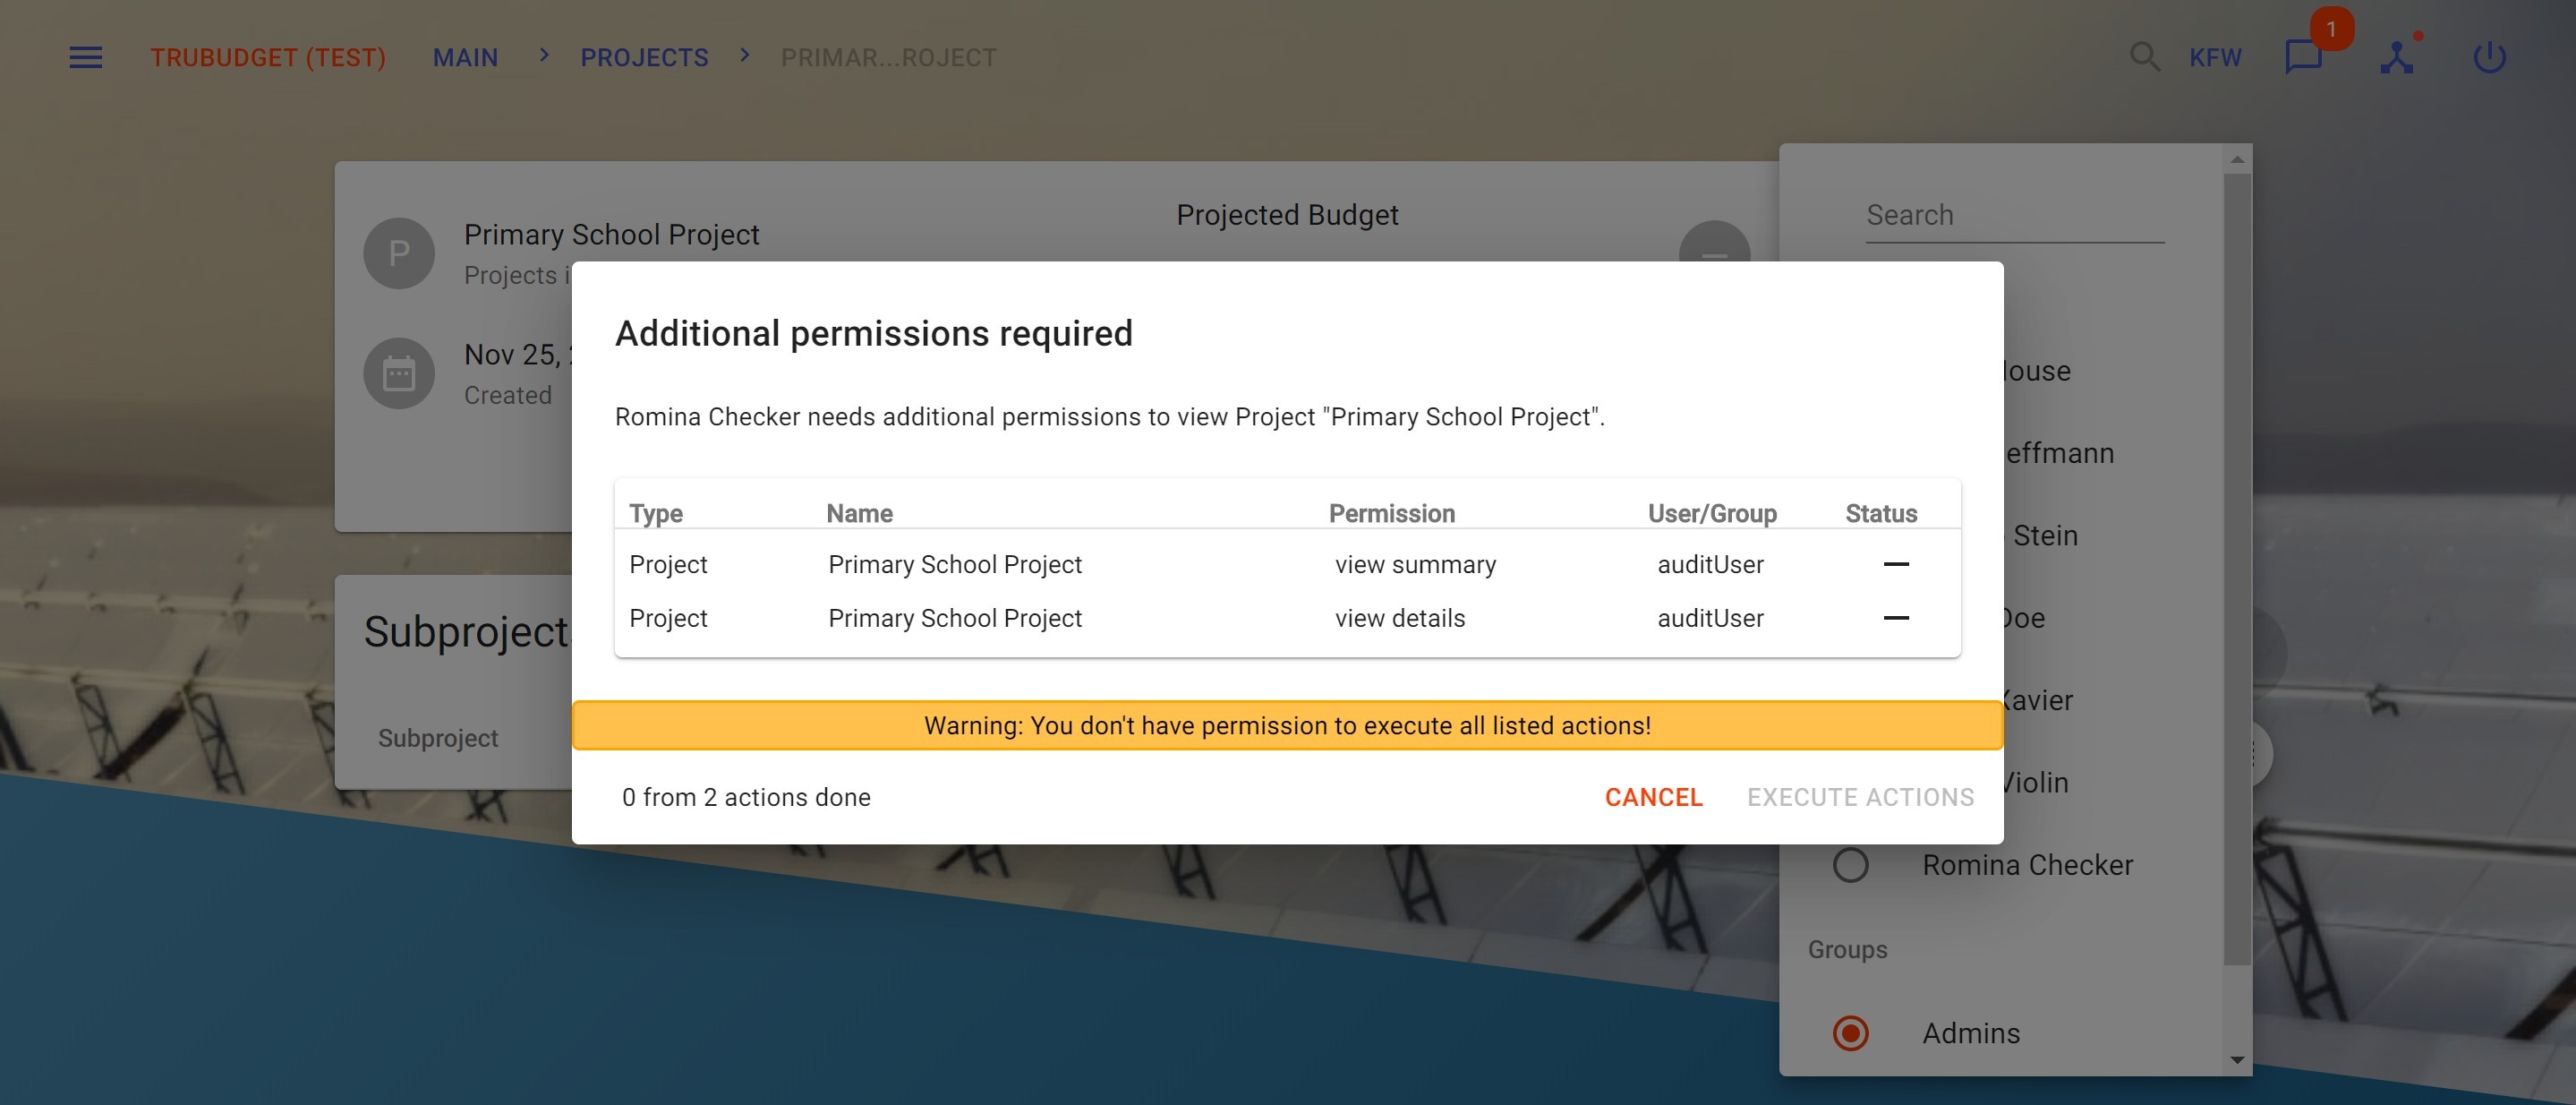 TRUBUDGET (TEST) MAIN > PROJECTS > PRIMAR...ROJECT
1
KFW
P
Primary School Project
Projects i
Nov 25,
Created
Projected Budget
Search
Additional permissions required
Romina Checker needs additional permissions to view Project "Primary School Project".
Type Name Permission User/Group Status
Project Primary School Project view summary auditUser —
Project Primary School Project view details auditUser —
Warning: You don't have permission to execute all listed actions!
0 from 2 actions done
CANCEL EXECUTE ACTIONS
Subproject
Subproject
ouse
effmann
Stein
Doe
Xavier
Violin
Romina Checker
Groups
Admins